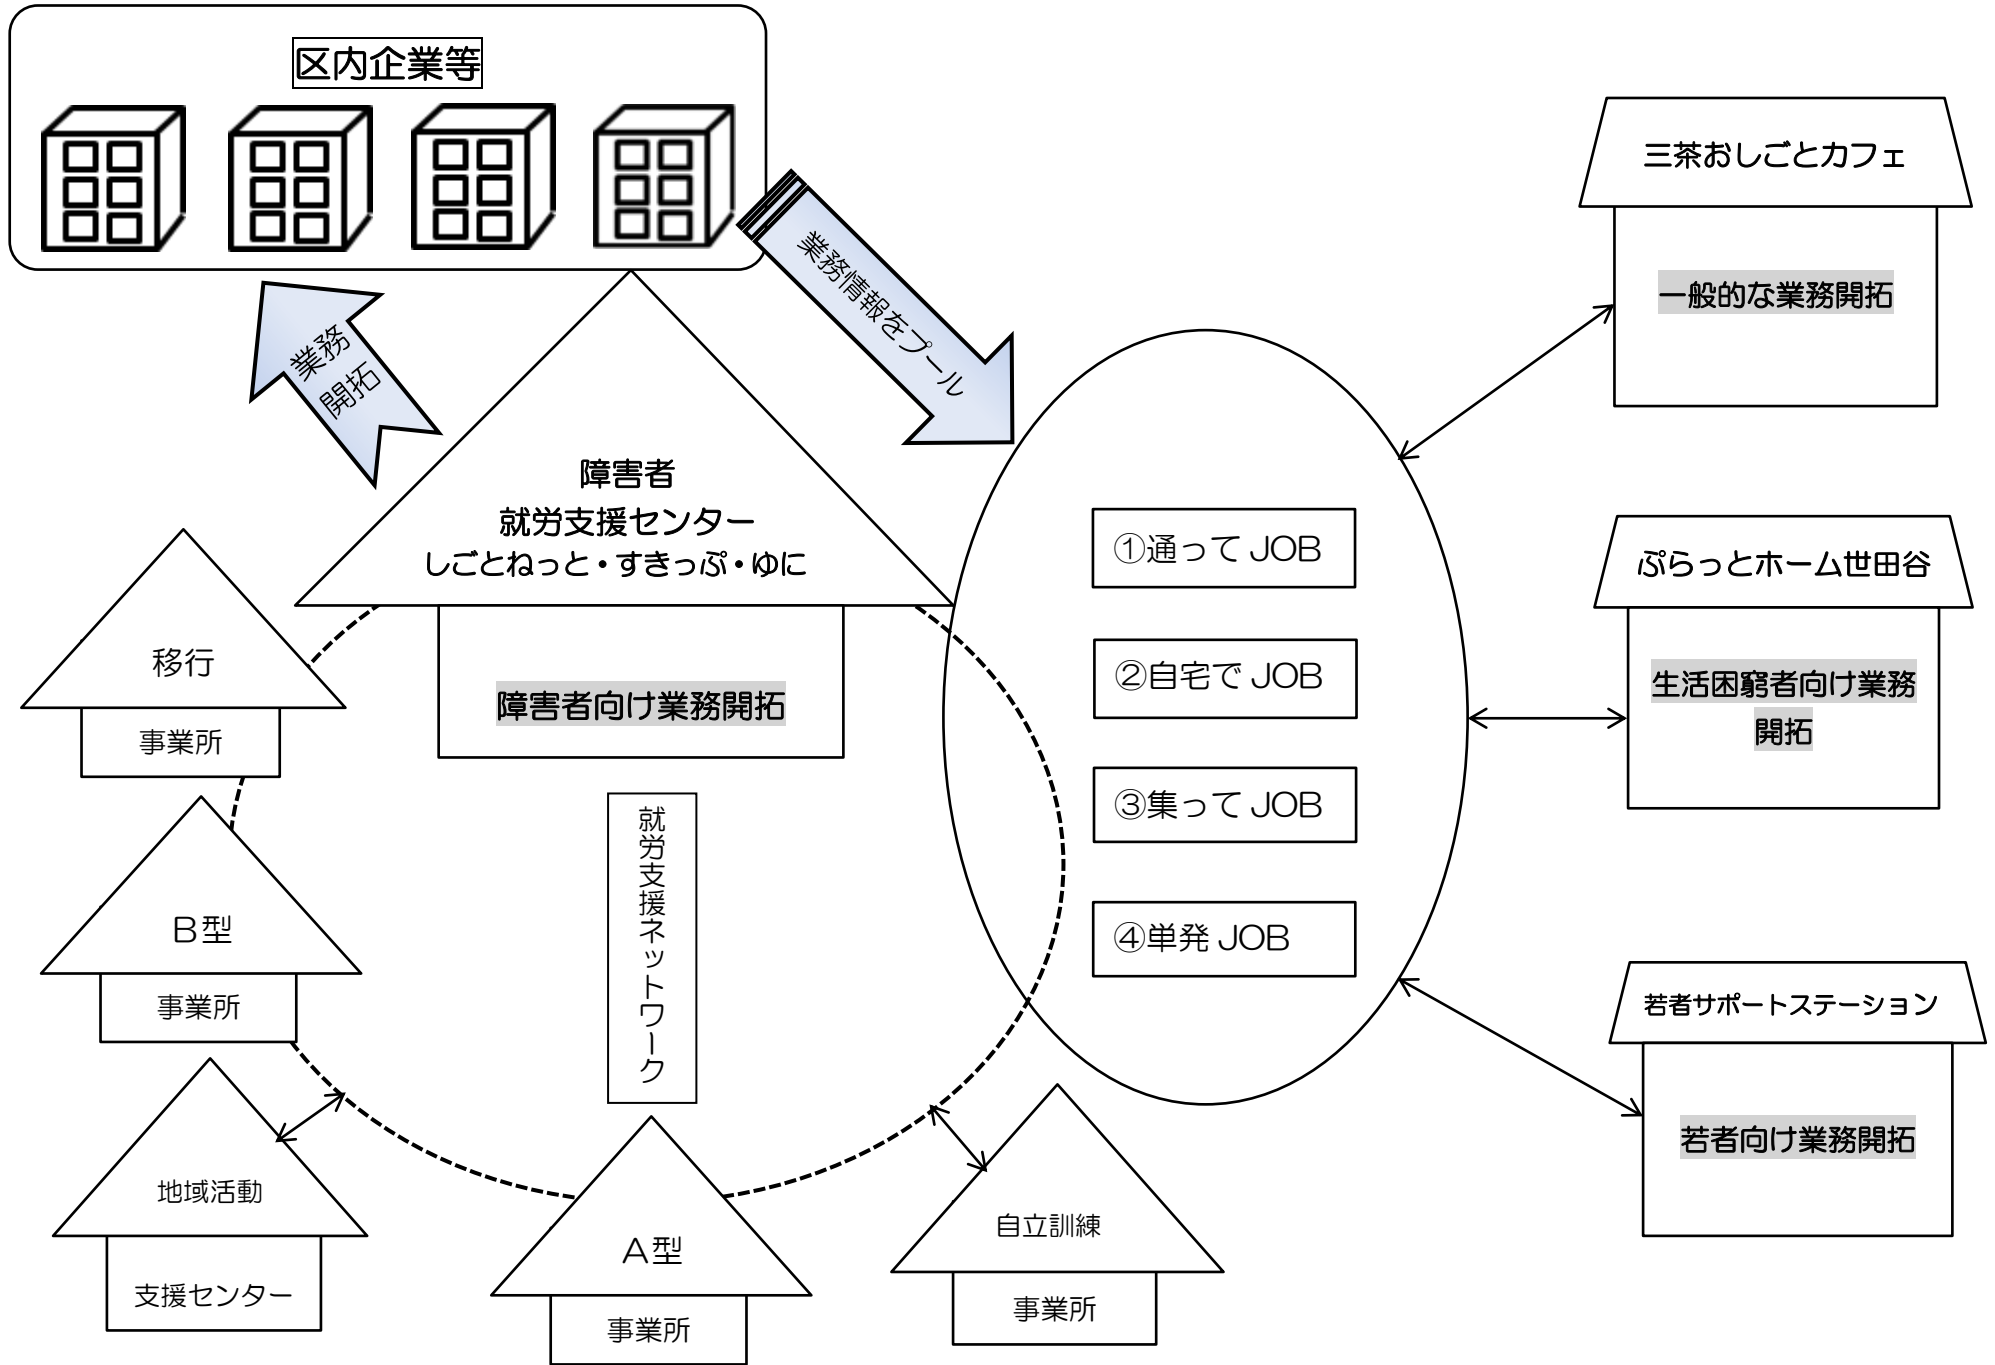 区内企業等
業務
開拓
業務情報をプール
障害者
就労支援センター
しごとねっと・すきっぷ・ゆに
障害者向け業務開拓
移行
事業所
B型
事業所
地域活動
支援センター
就労支援ネットワーク
A型
事業所
自立訓練
事業所
①通って JOB
②自宅で JOB
③集って JOB
④単発 JOB
三茶おしごとカフェ
一般的な業務開拓
ぷらっとホーム世田谷
生活困窮者向け業務
開拓
若者サポートステーション
若者向け業務開拓